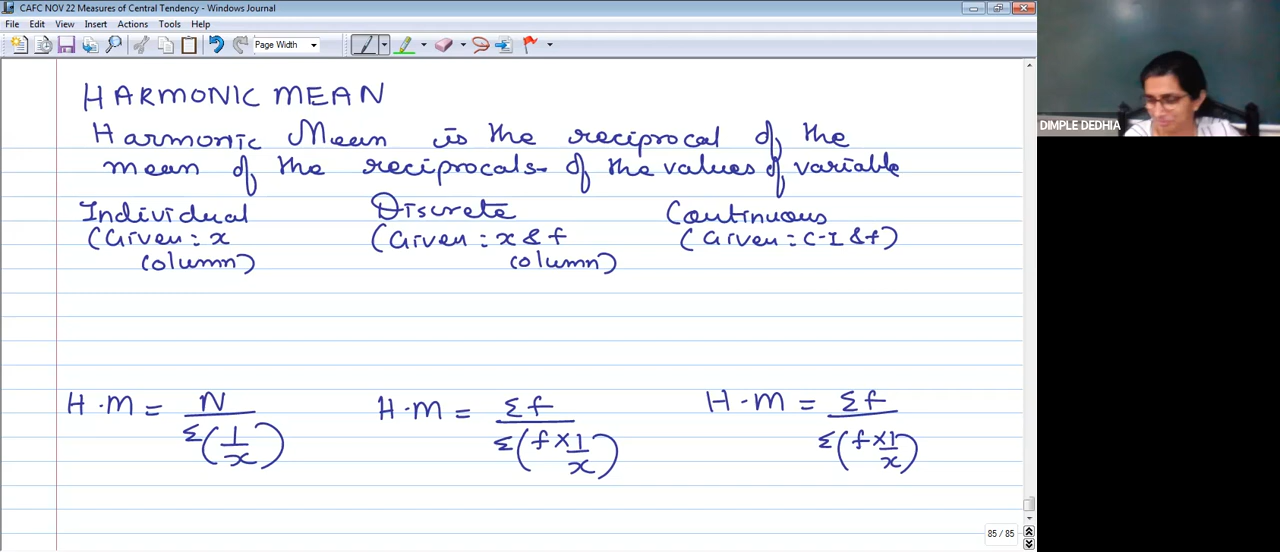 CAFC NOV 22 Measures of Central Tendency - Windows Journal
File Edit View Insert Actions Tools Help
Page Width
HARMONIC MEAN
Harmonic Mean is the reciprocal of the
mean of the reciprocals of the values of variable
Individual Discrete Continuous
(Given: x (Given: x & f (Given: C-I & f)
column) column)
H.M = N / Σ(1/x) H.M = Σf / Σ(f×1/x) H.M = Σf / Σ(f×1/x)
85 / 85
DIMPLE DEDHIA